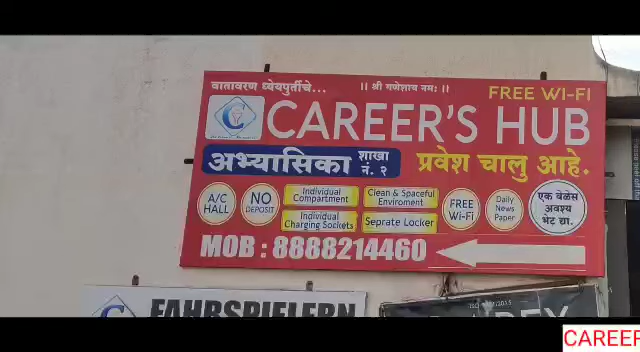 वातावरण ध्येयपुर्तीचे...
।। श्री गणेशाय नमः ।।
FREE WI-FI
CAREER'S HUB
अभ्यासिका शाखा नं. २
प्रवेश चालु आहे.
A/C HALL
NO DEPOSIT
Individual Compartment
Clean & Spaceful Enviroment
Individual Charging Sockets
Seprate Locker
FREE Wi-Fi
Daily News Paper
एक वेळेस अवश्य भेट द्या.
MOB : 8888214460
CAREER